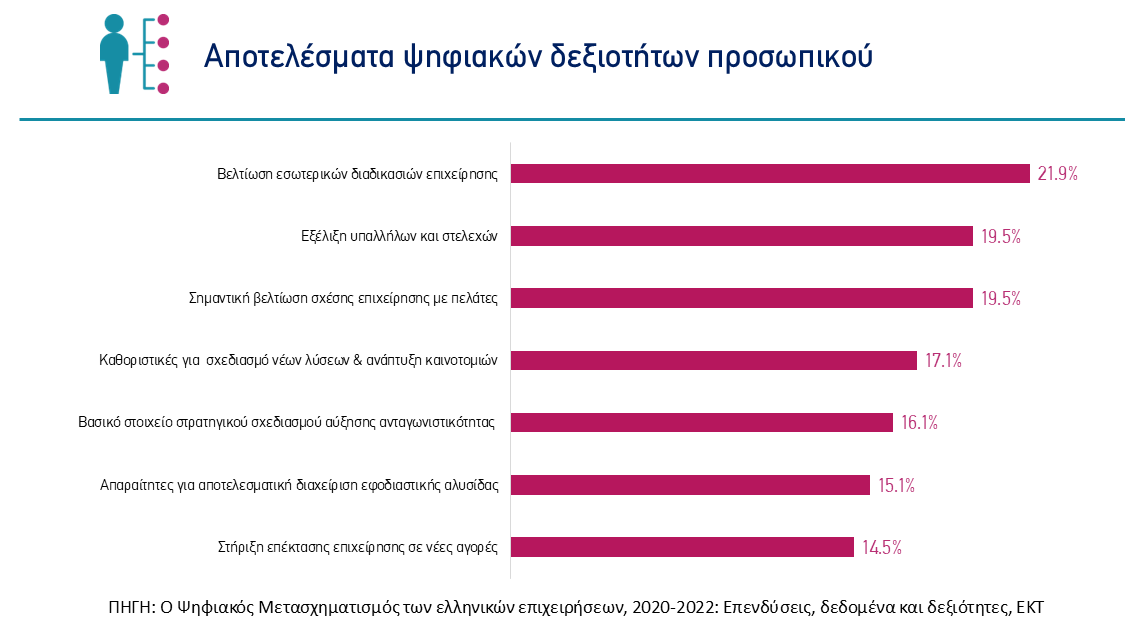 Αποτελέσματα ψηφιακών δεξιοτήτων προσωπικού
Βελτίωση εσωτερικών διαδικασιών επιχείρησης 21.9%
Εξέλιξη υπαλλήλων και στελεχών 19.5%
Σημαντική βελτίωση σχέσης επιχείρησης με πελάτες 19.5%
Καθοριστικές για σχεδιασμό νέων λύσεων & ανάπτυξη καινοτομιών 17.1%
Βασικό στοιχείο στρατηγικού σχεδιασμού αύξησης ανταγωνιστικότητας 16.1%
Απαραίτητες για αποτελεσματική διαχείριση εφοδιαστικής αλυσίδας 15.1%
Στήριξη επέκτασης επιχείρησης σε νέες αγορές 14.5%
ΠΗΓΗ: Ο Ψηφιακός Μετασχηματισμός των ελληνικών επιχειρήσεων, 2020-2022: Επενδύσεις, δεδομένα και δεξιότητες, ΕΚΤ